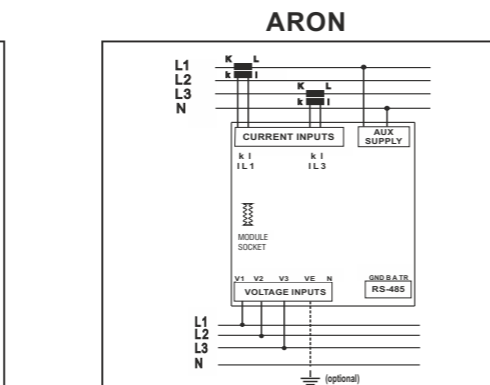 ARON
K L
L1
k l
L2
K L
L3
k l
N
CURRENT INPUTS
AUX
SUPPLY
k l
k l
IL1
IL3
MODULE
SOCKET
V1 V2 V3 VE N
GND B A TR
VOLTAGE INPUTS
RS-485
L1
L2
L3
N
(optional)